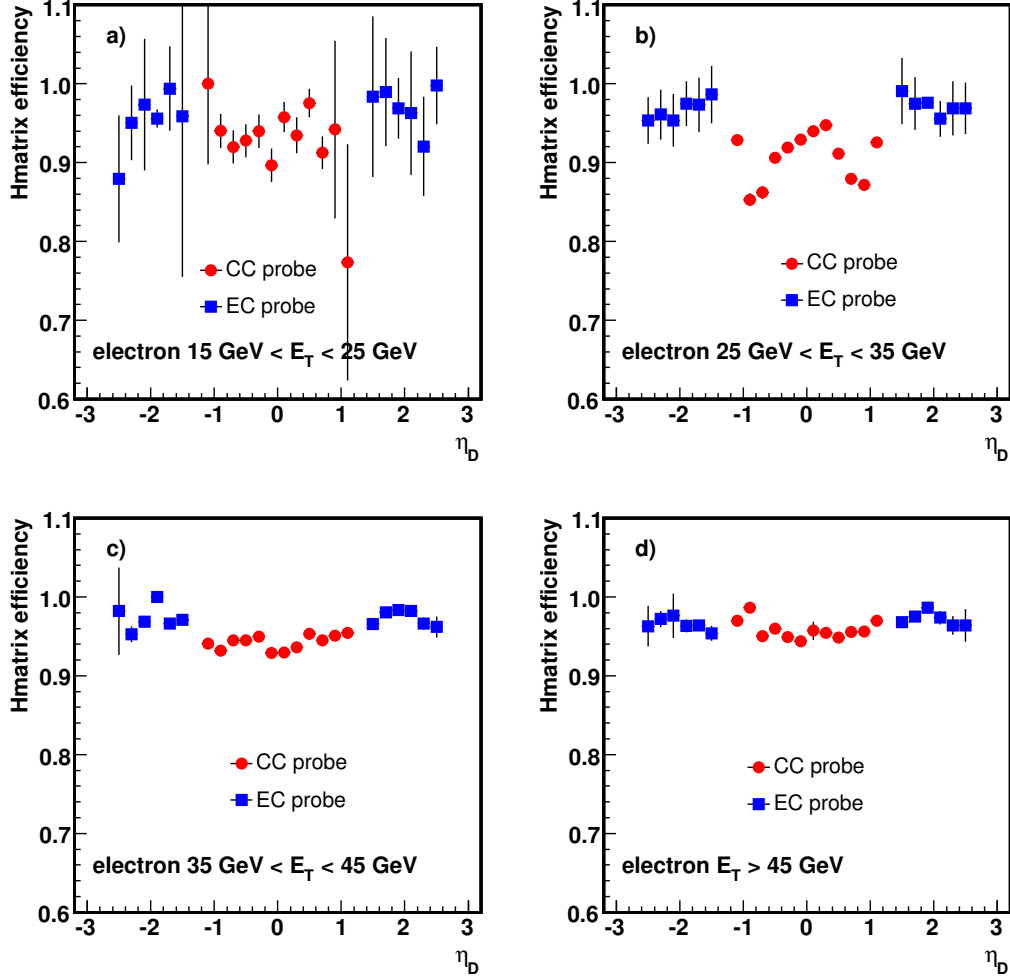 a)
Hmatrix efficiency
1.1
1.0
0.9
0.8
0.7
0.6
CC probe
EC probe
electron 15 GeV < E_T < 25 GeV
-3 -2 -1 0 1 2 3
η_D
b)
Hmatrix efficiency
1.1
1.0
0.9
0.8
0.7
0.6
CC probe
EC probe
electron 25 GeV < E_T < 35 GeV
-3 -2 -1 0 1 2 3
η_D
c)
Hmatrix efficiency
1.1
1.0
0.9
0.8
0.7
0.6
CC probe
EC probe
electron 35 GeV < E_T < 45 GeV
-3 -2 -1 0 1 2 3
η_D
d)
Hmatrix efficiency
1.1
1.0
0.9
0.8
0.7
0.6
CC probe
EC probe
electron E_T > 45 GeV
-3 -2 -1 0 1 2 3
η_D